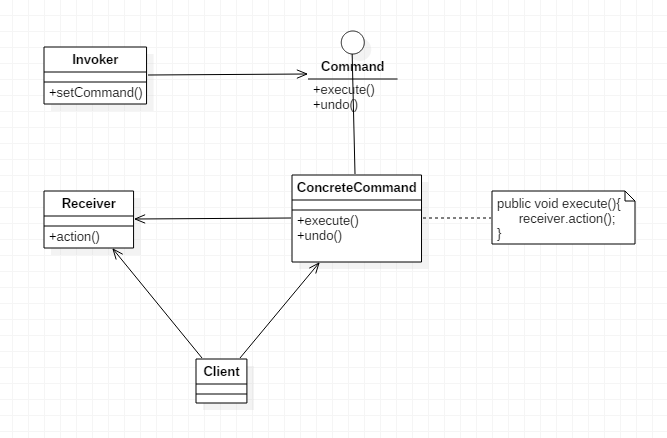 Invoker
+setCommand()
Command
+execute()
+undo()
Receiver
+action()
ConcreteCommand
+execute()
+undo()
public void execute(){
receiver.action();
}
Client